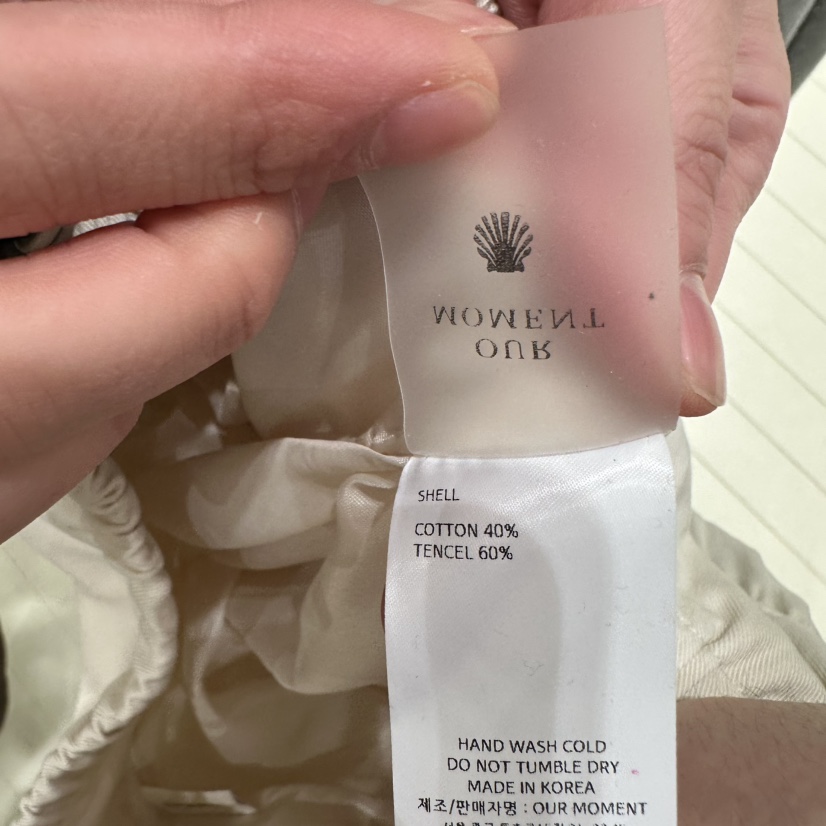 MOMENT
OUR
SHELL
COTTON 40%
TENCEL 60%
HAND WASH COLD
DO NOT TUMBLE DRY
MADE IN KOREA
제조/판매자명 : OUR MOMENT